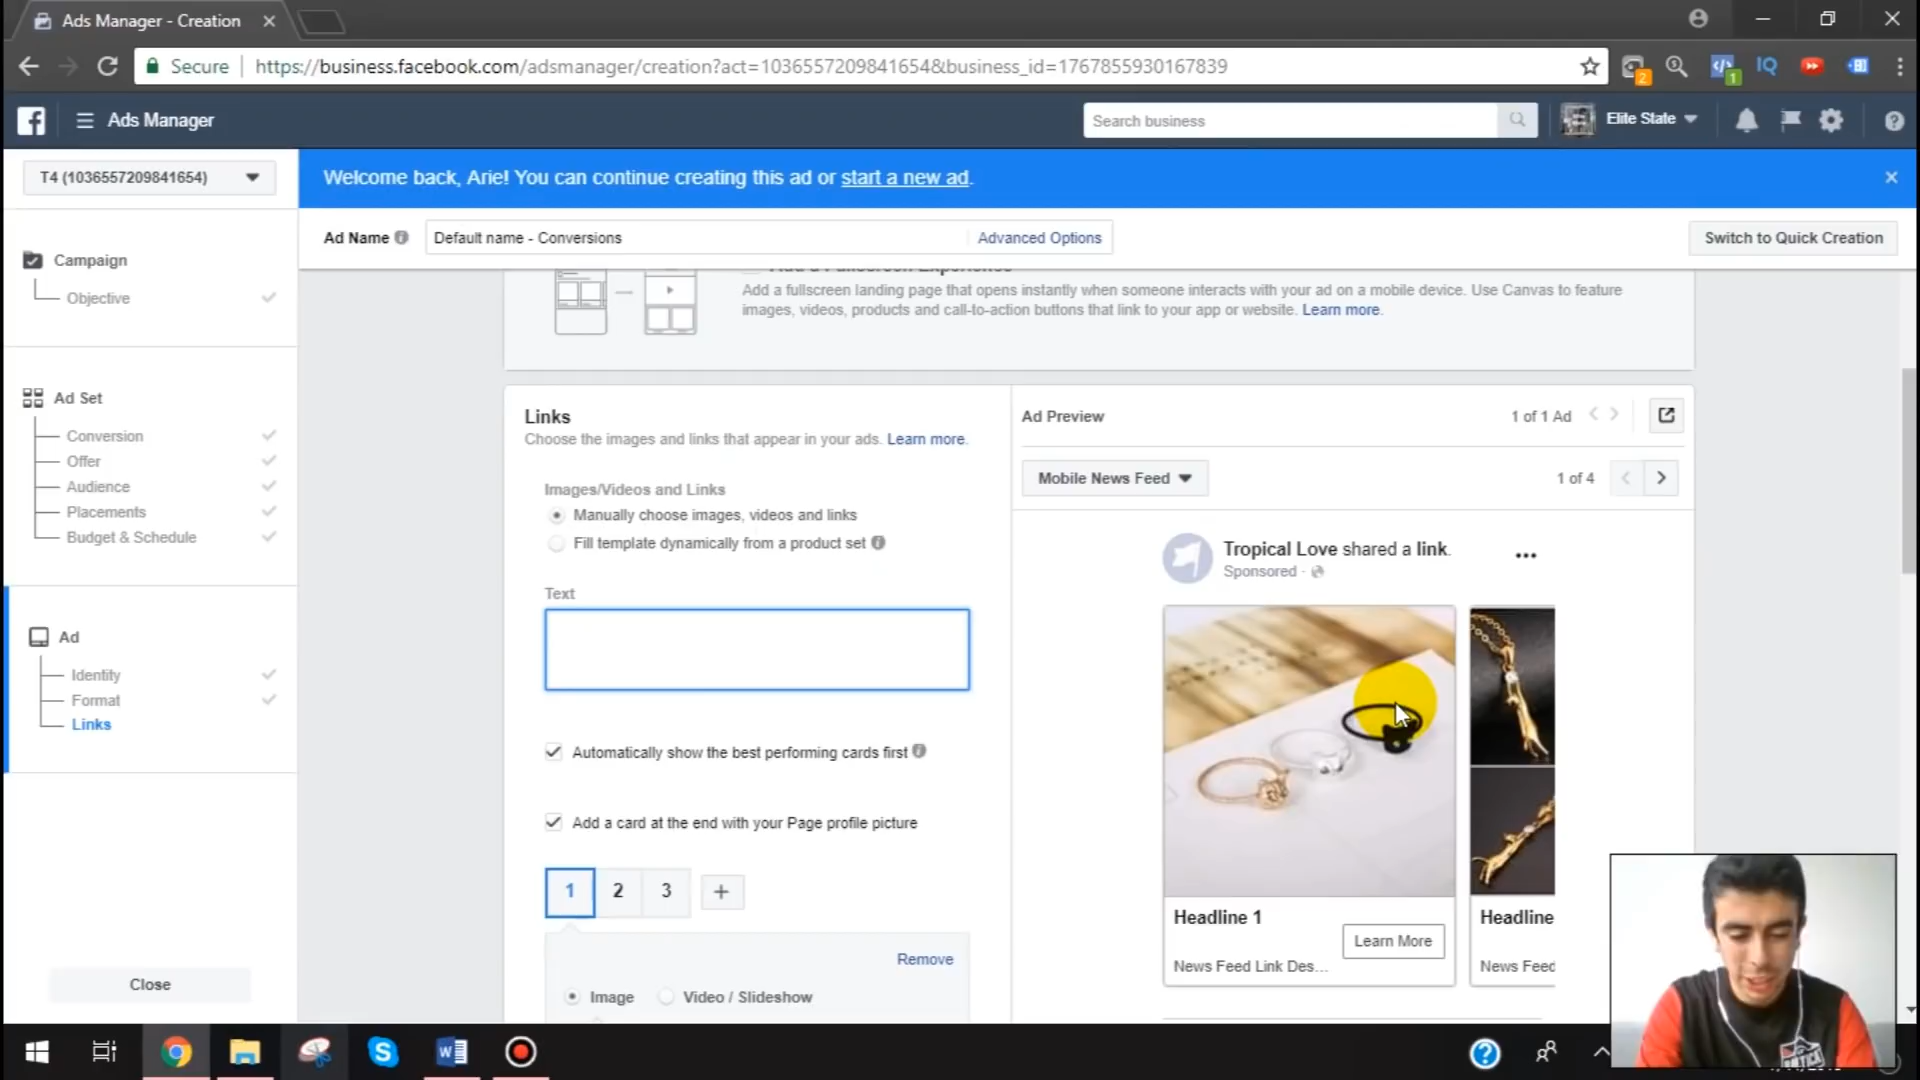 Ads Manager - Creation
Secure
https://business.facebook.com/adsmanager/creation?act=1036557209841654&business_id=1767855930167839
2
1
IQ
Ads Manager
Search business
Elite State
T4 (1036557209841654)
Welcome back, Arie! You can continue creating this ad or start a new ad.
Ad Name
Default name - Conversions
Advanced Options
Switch to Quick Creation
Campaign
Objective
Ad Set
Conversion
Offer
Audience
Placements
Budget & Schedule
Ad
Identity
Format
Links
Close
Add a Fullscreen Experience
Add a fullscreen landing page that opens instantly when someone interacts with your ad on a mobile device. Use Canvas to feature
images, videos, products and call-to-action buttons that link to your app or website. Learn more.
Links
Choose the images and links that appear in your ads. Learn more.
Images/Videos and Links
Manually choose images, videos and links
Fill template dynamically from a product set
Text
Automatically show the best performing cards first
Add a card at the end with your Page profile picture
1
2
3
+
Remove
Image
Video / Slideshow
Ad Preview
1 of 1 Ad
Mobile News Feed
1 of 4
Tropical Love shared a link.
Sponsored ·
Headline 1
Learn More
News Feed Link Des...
Headline
News Feed